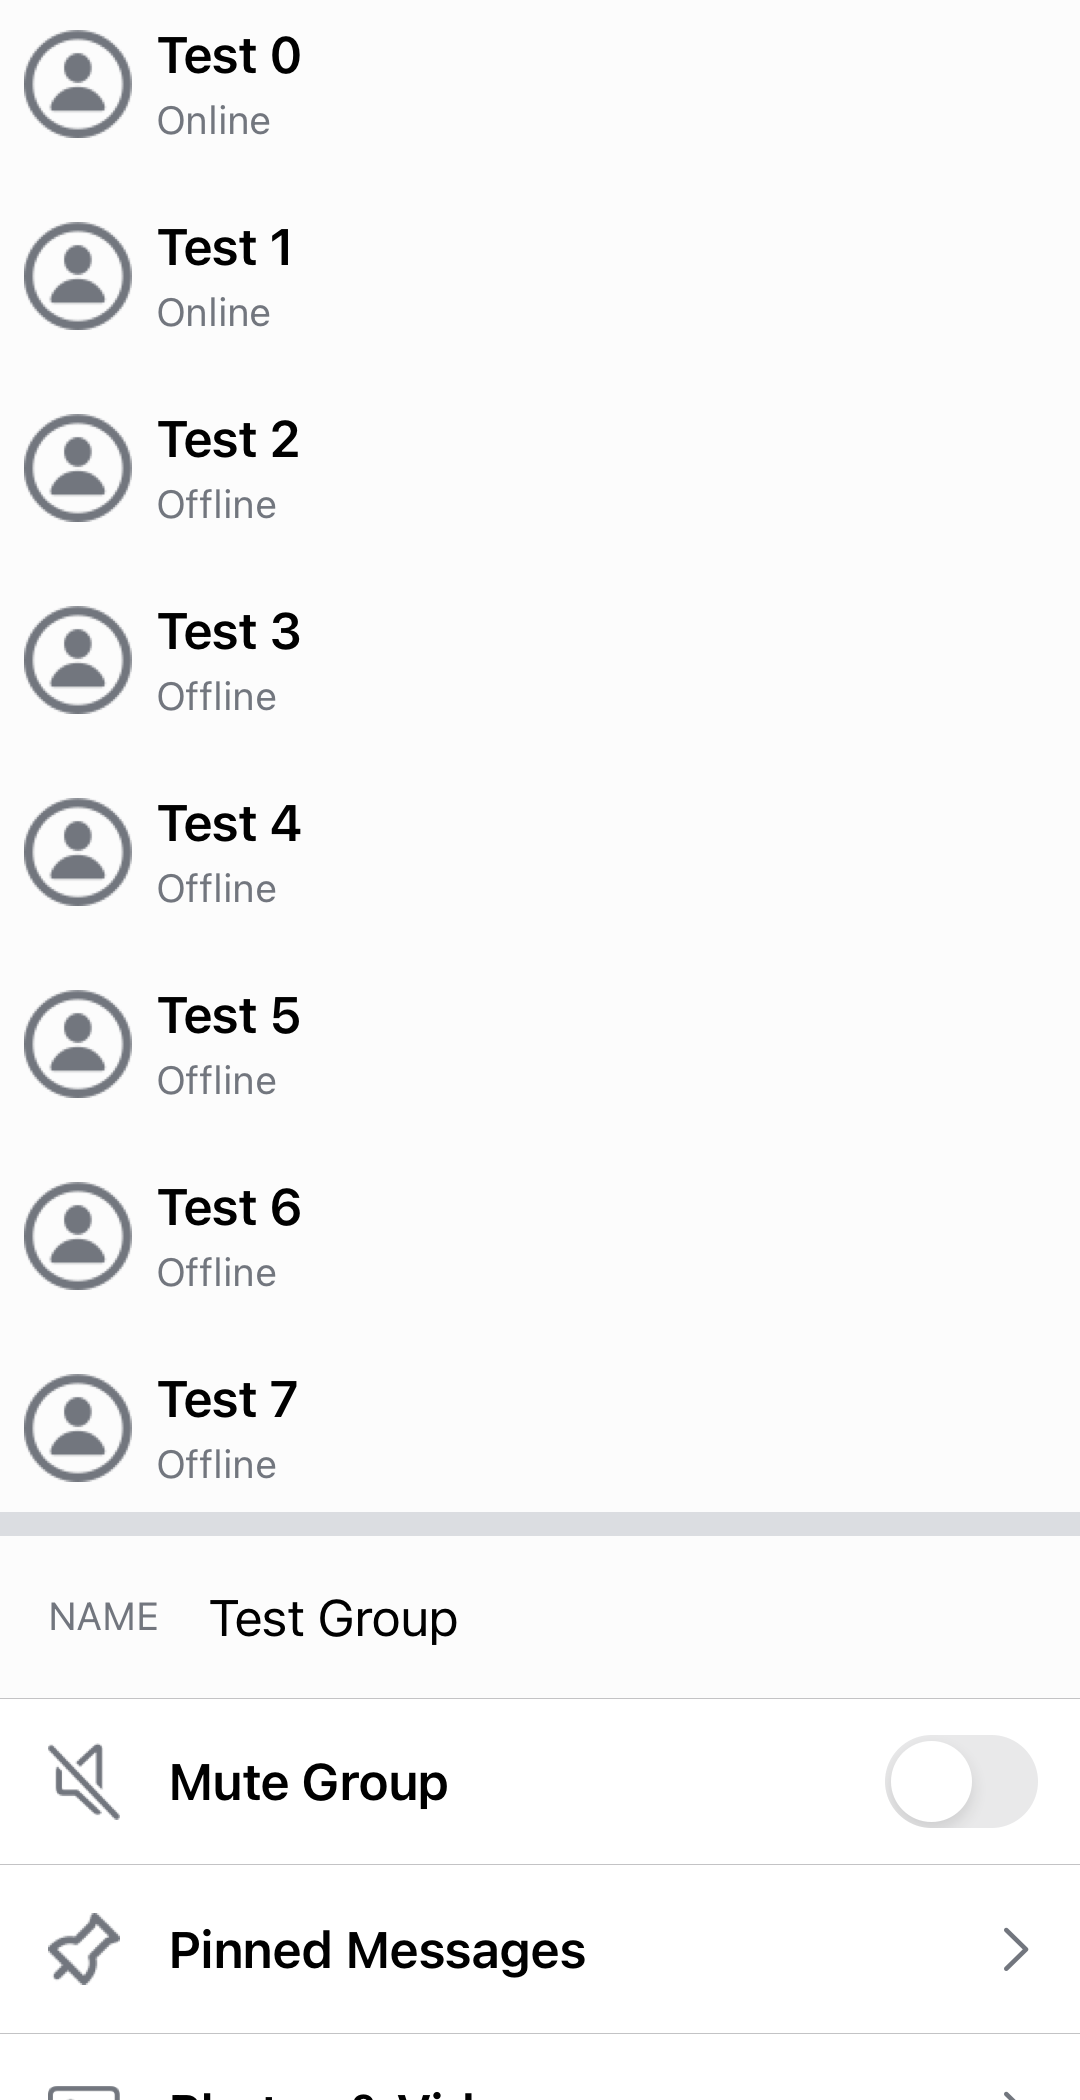 Test 0
Online
Test 1
Online
Test 2
Offline
Test 3
Offline
Test 4
Offline
Test 5
Offline
Test 6
Offline
Test 7
Offline
NAME Test Group
Mute Group
Pinned Messages